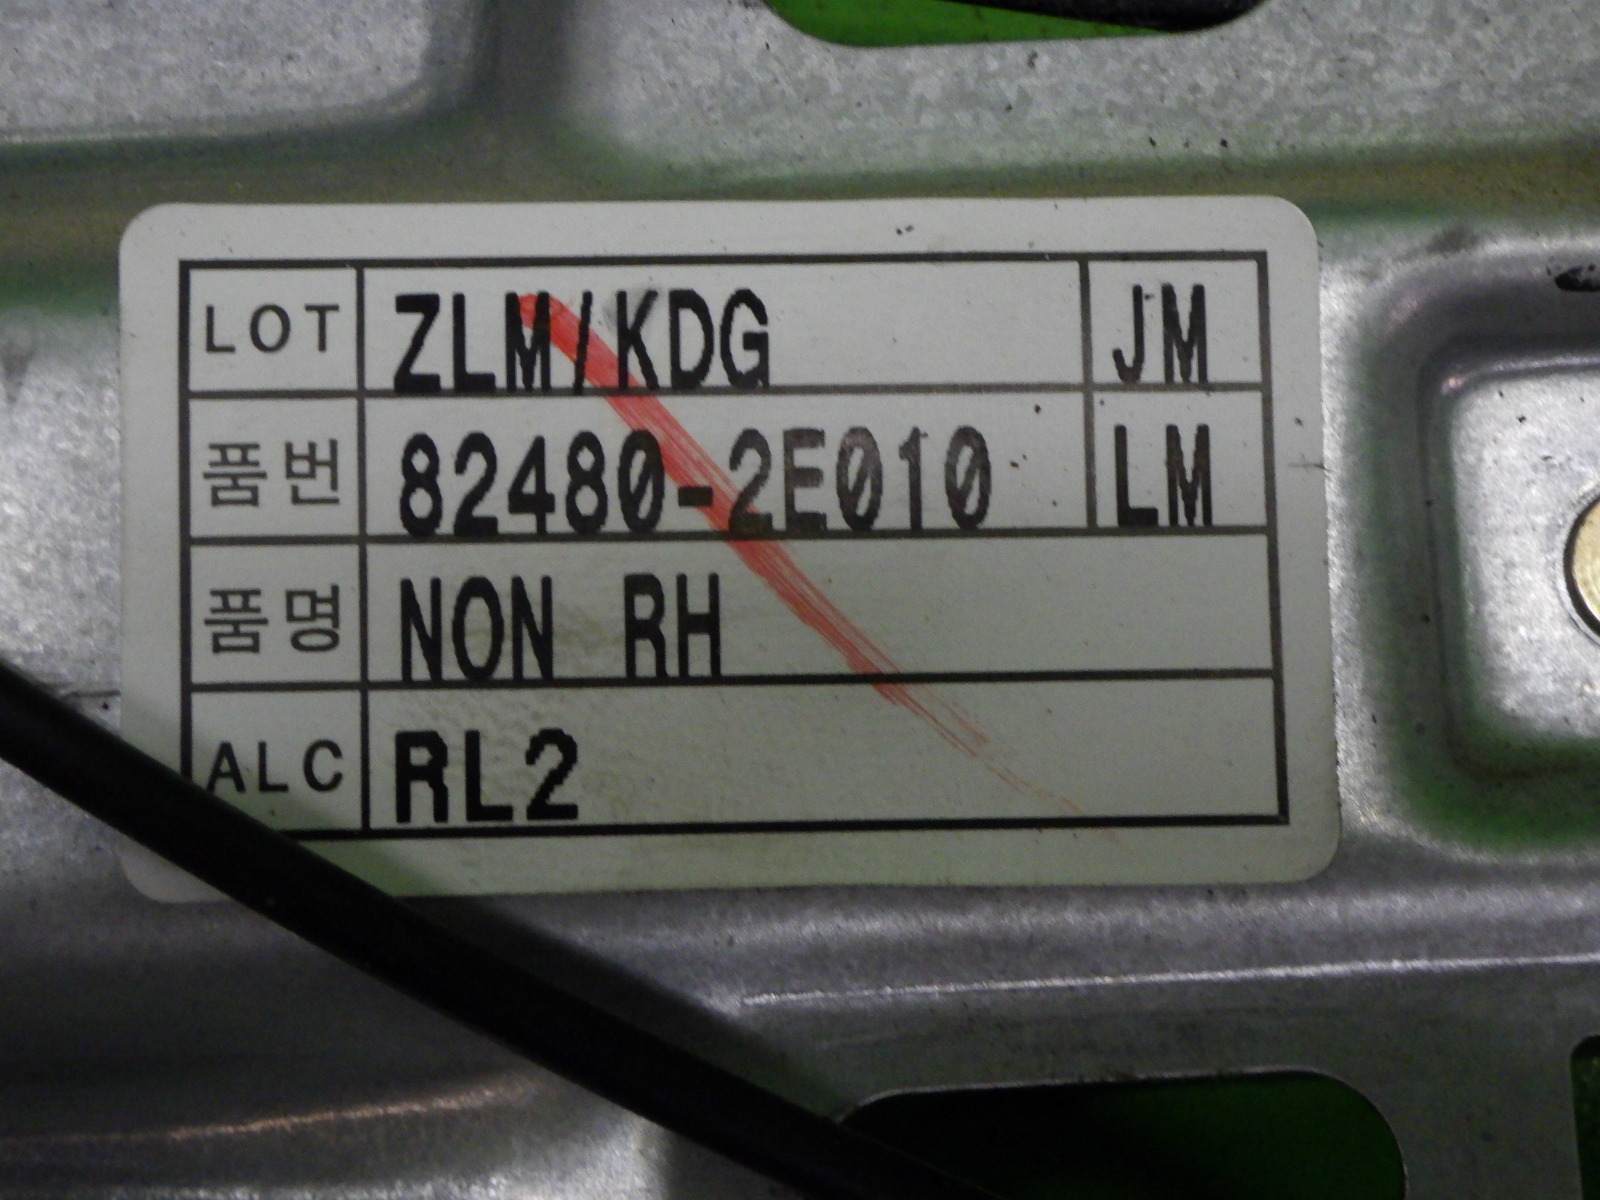 LOT ZLM/KDG JM
품번 82480-2E010 LM
품명 NON RH
ALC RL2